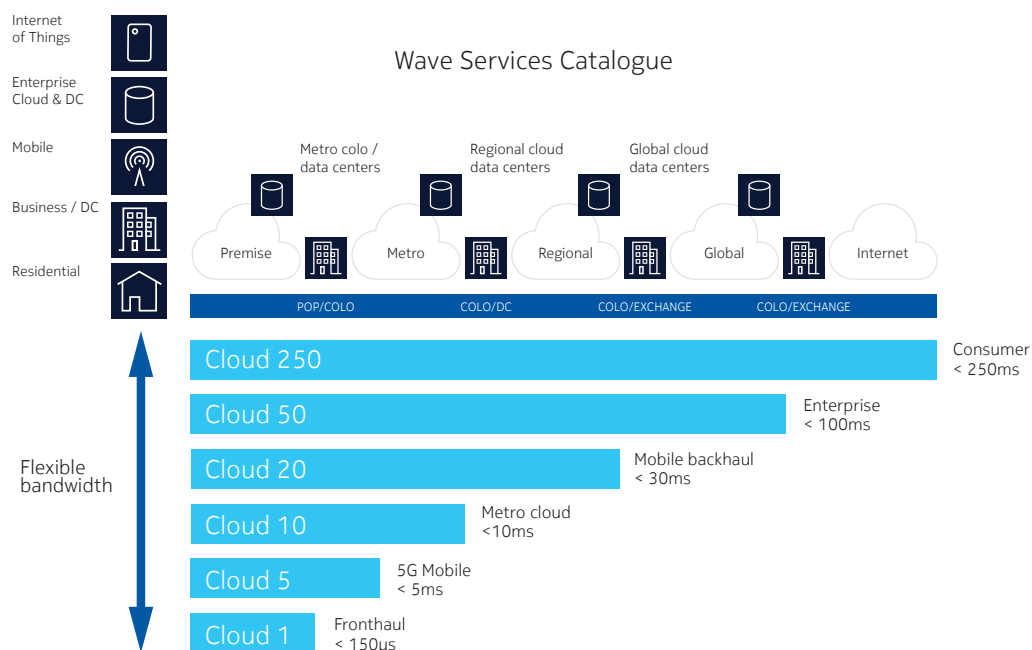 Internet
of Things
Enterprise
Cloud & DC
Mobile
Business / DC
Residential
Wave Services Catalogue
Metro colo /
data centers
Regional cloud
data centers
Global cloud
data centers
Premise
Metro
Regional
Global
Internet
POP/COLO
COLO/DC
COLO/EXCHANGE
COLO/EXCHANGE
Flexible
bandwidth
Cloud 250
Consumer
< 250ms
Cloud 50
Enterprise
< 100ms
Cloud 20
Mobile backhaul
< 30ms
Cloud 10
Metro cloud
<10ms
Cloud 5
5G Mobile
< 5ms
Cloud 1
Fronthaul
< 150us